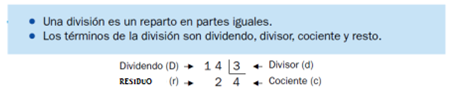 • Una división es un reparto en partes iguales.
• Los términos de la división son dividendo, divisor, cociente y resto.
Dividendo (D) → 1 4 | 3 ← Divisor (d)
RESIDUO (r) → 2 4 ← Cociente (c)